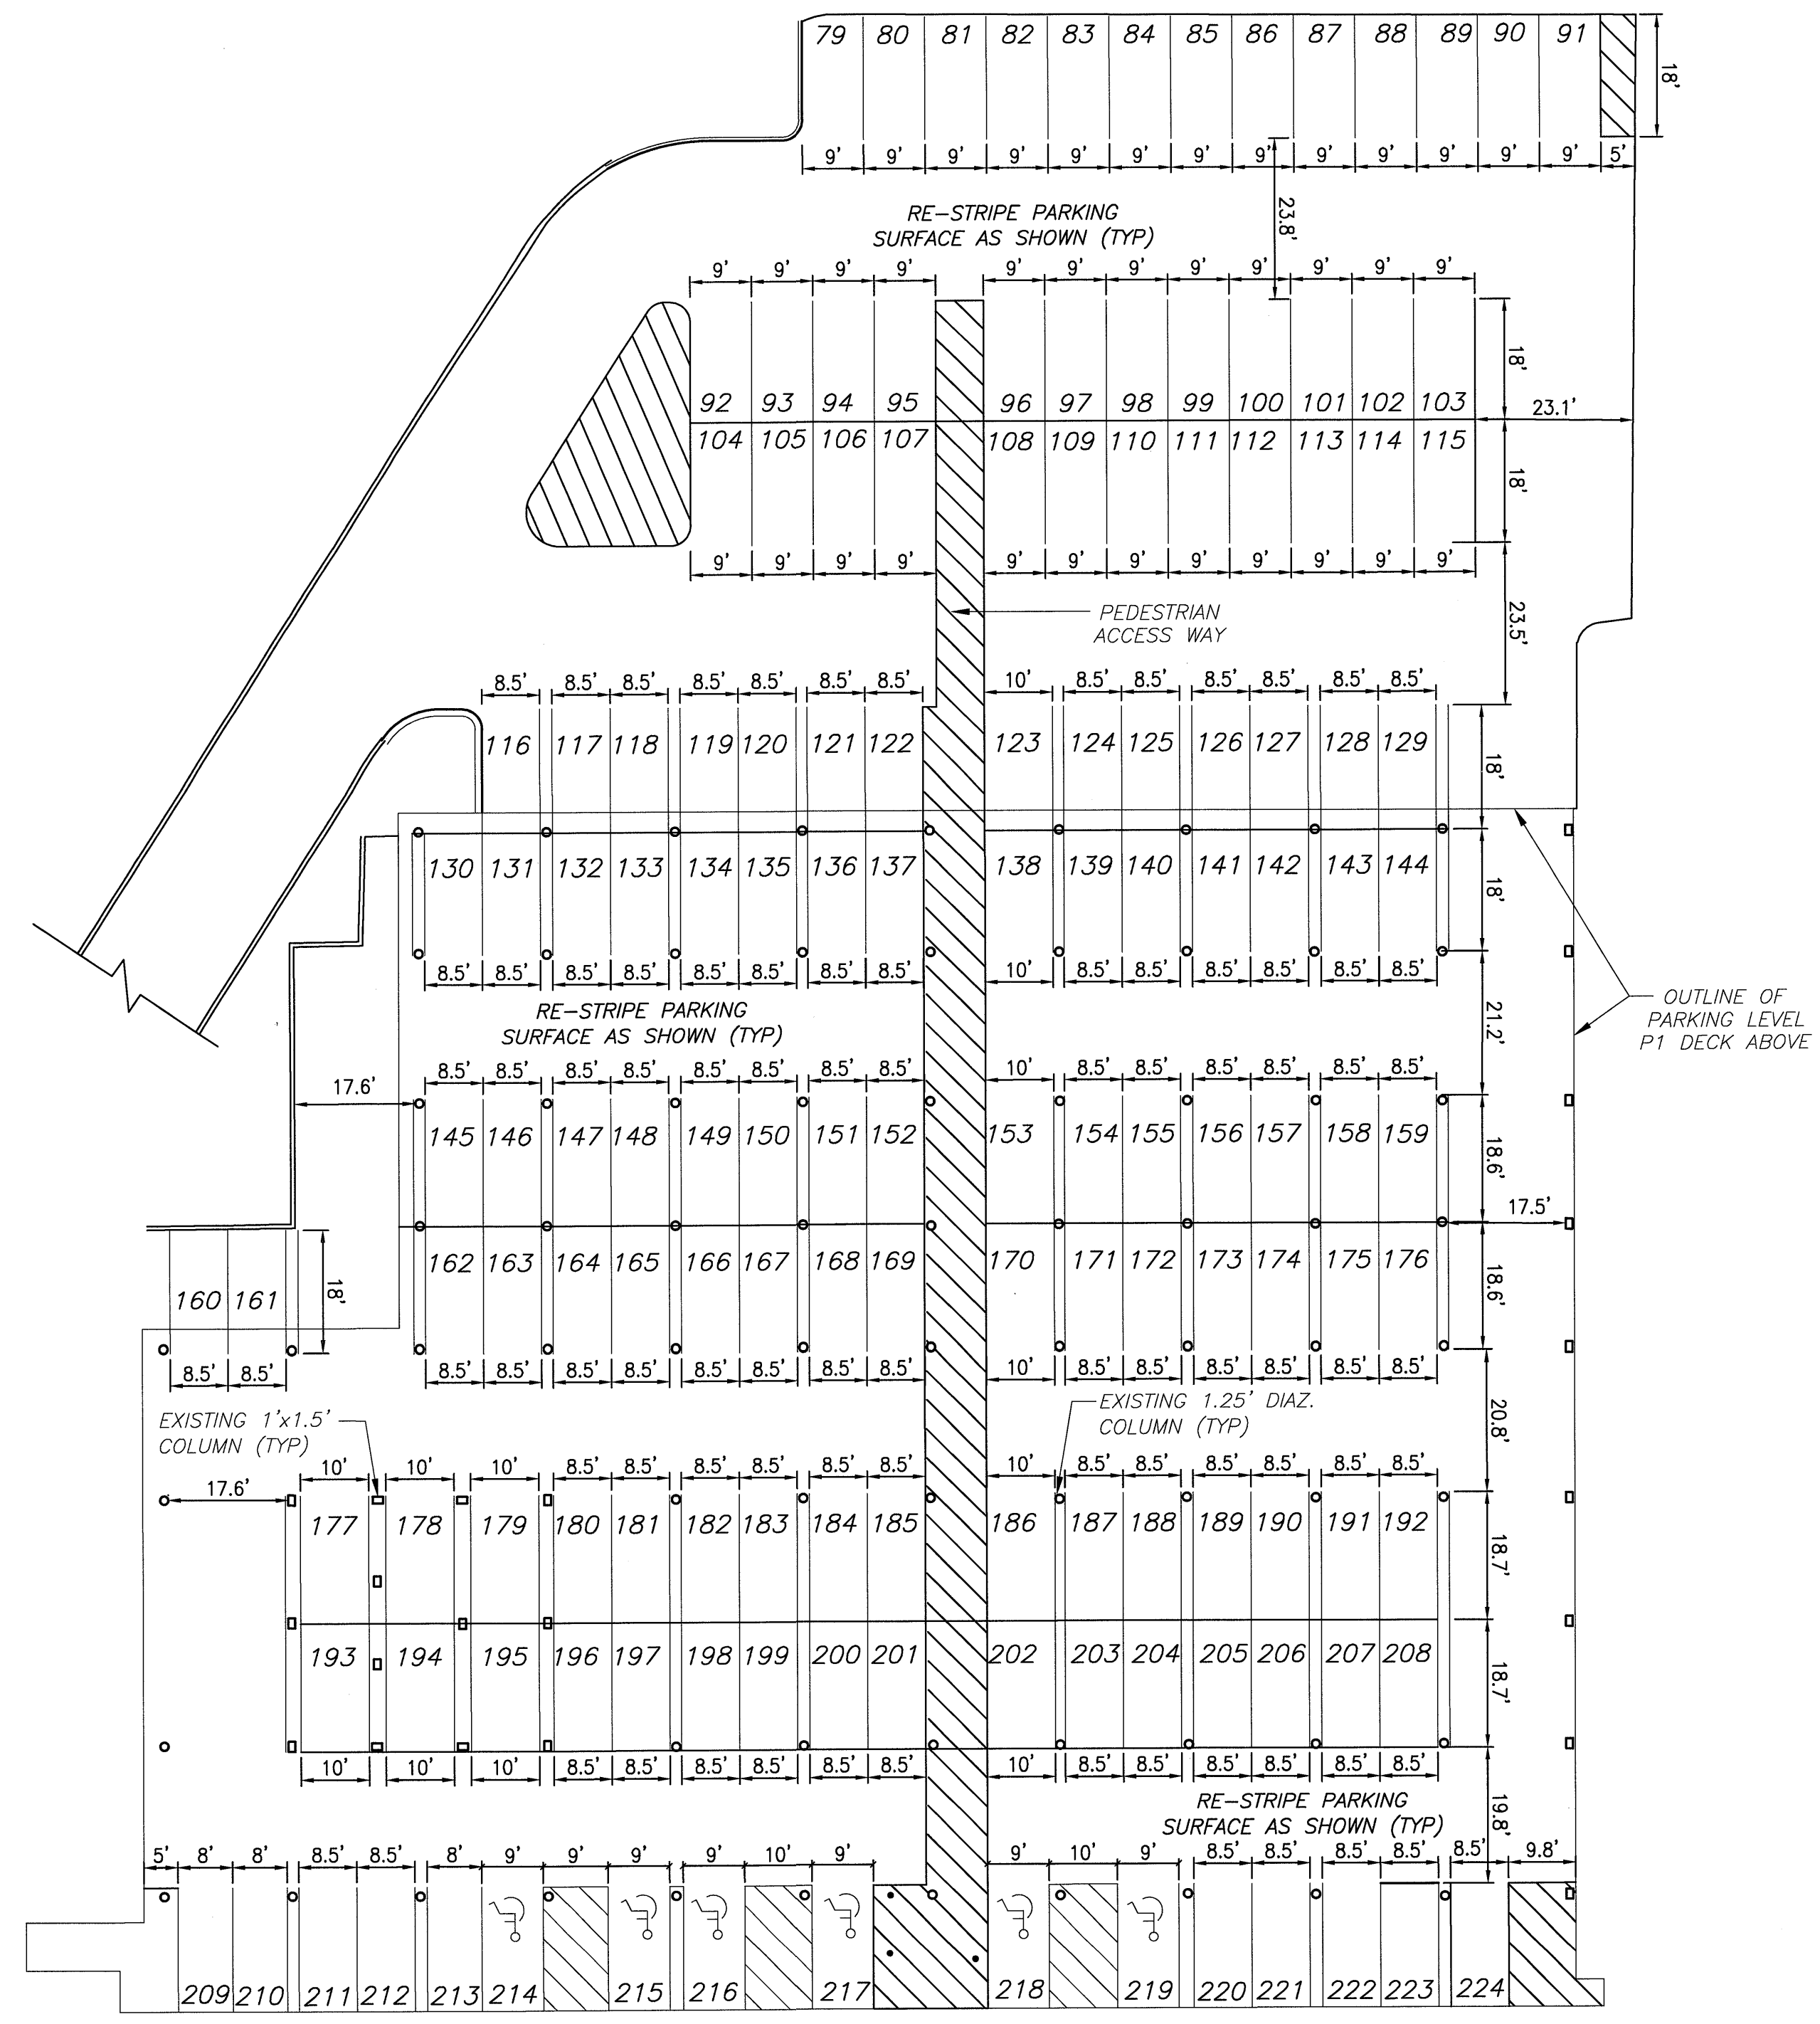 79 80 81 82 83 84 85 86 87 88 89 90 91
18'
9' 9' 9' 9' 9' 9' 9' 9' 9' 9' 9' 9' 9' 5'
23.8'
RE-STRIPE PARKING
SURFACE AS SHOWN (TYP)
9' 9' 9' 9' 9' 9' 9' 9' 9' 9' 9' 9'
18'
92 93 94 95 96 97 98 99 100 101 102 103
23.1'
104 105 106 107 108 109 110 111 112 113 114 115
18'
9' 9' 9' 9' 9' 9' 9' 9' 9' 9' 9' 9'
PEDESTRIAN
ACCESS WAY
23.5'
8.5' 8.5' 8.5' 8.5' 8.5' 8.5' 8.5' 10' 8.5' 8.5' 8.5' 8.5' 8.5' 8.5'
116 117 118 119 120 121 122 123 124 125 126 127 128 129
18'
130 131 132 133 134 135 136 137 138 139 140 141 142 143 144
18'
8.5' 8.5' 8.5' 8.5' 8.5' 8.5' 8.5' 8.5' 10' 8.5' 8.5' 8.5' 8.5' 8.5' 8.5'
RE-STRIPE PARKING
SURFACE AS SHOWN (TYP)
21.2'
OUTLINE OF
PARKING LEVEL
P1 DECK ABOVE
8.5' 8.5' 8.5' 8.5' 8.5' 8.5' 8.5' 8.5' 10' 8.5' 8.5' 8.5' 8.5' 8.5' 8.5'
17.6'
145 146 147 148 149 150 151 152 153 154 155 156 157 158 159
18.6'
17.5'
162 163 164 165 166 167 168 169 170 171 172 173 174 175 176
18.6'
160 161
18'
8.5' 8.5'
8.5' 8.5' 8.5' 8.5' 8.5' 8.5' 8.5' 8.5' 10' 8.5' 8.5' 8.5' 8.5' 8.5' 8.5'
EXISTING 1'x1.5'
COLUMN (TYP)
EXISTING 1.25' DIAZ.
COLUMN (TYP)
20.8'
10' 10' 10' 8.5' 8.5' 8.5' 8.5' 8.5' 8.5' 10' 8.5' 8.5' 8.5' 8.5' 8.5' 8.5'
17.6'
177 178 179 180 181 182 183 184 185 186 187 188 189 190 191 192
18.7'
193 194 195 196 197 198 199 200 201 202 203 204 205 206 207 208
18.7'
10' 10' 10' 8.5' 8.5' 8.5' 8.5' 8.5' 8.5' 10' 8.5' 8.5' 8.5' 8.5' 8.5' 8.5'
RE-STRIPE PARKING
SURFACE AS SHOWN (TYP)
19.8'
5' 8' 8' 8.5' 8.5' 8' 9' 9' 9' 9' 10' 9' 9' 10' 9' 8.5' 8.5' 8.5' 8.5' 8.5' 9.8'
209 210 211 212 213 214 215 216 217 218 219 220 221 222 223 224